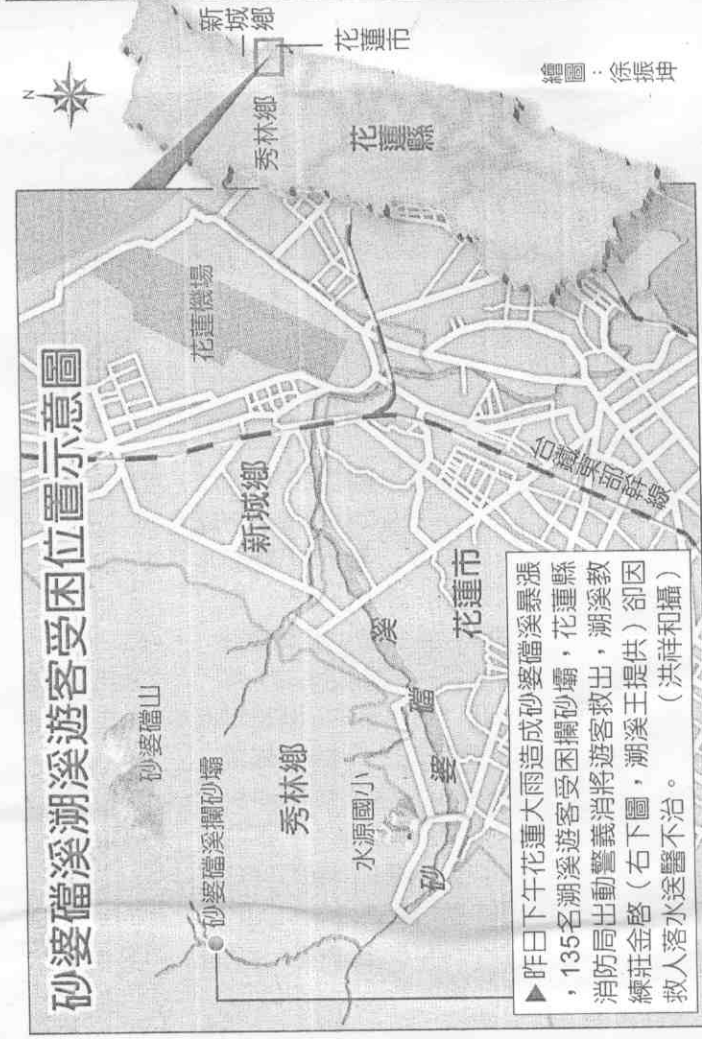 砂婆礑溪溯溪遊客受困位置示意圖
N
新城鄉
花蓮市
秀林鄉
花蓮縣
繪圖：徐振坤
砂婆礑山
花蓮機場
砂婆礑溪攔砂壩
新城鄉
秀林鄉
水源國小
砂婆礑溪
花蓮市
台鐵東部幹線
▶昨日下午花蓮大雨造成砂婆礑溪暴漲
，135名溯溪遊客受困攔砂壩，花蓮縣
消防局出動警義消將遊客救出，溯溪教
練莊金啓（右下圖，溯溪王提供）卻因
救人落水送醫不治。（洪祥和攝）